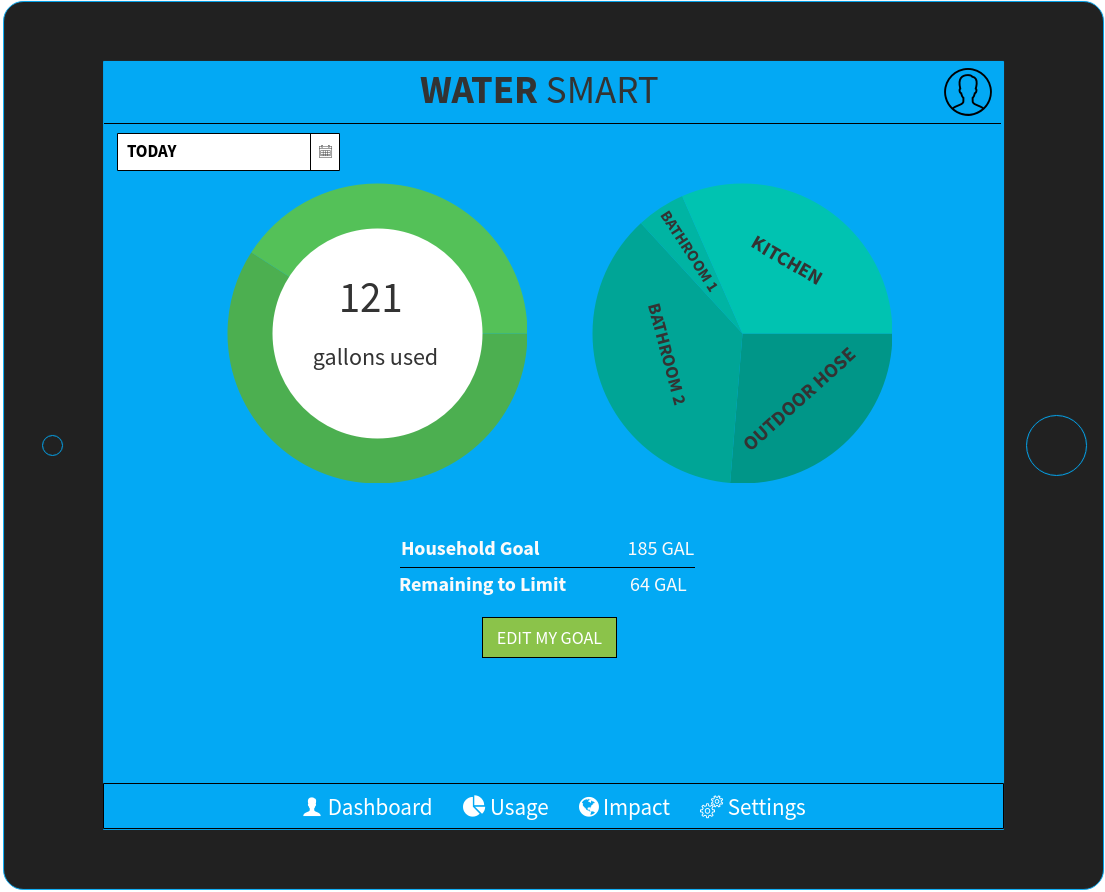 WATER SMART
TODAY
121
gallons used
BATHROOM 1
KITCHEN
BATHROOM 2
OUTDOOR HOSE
Household Goal 185 GAL
Remaining to Limit 64 GAL
EDIT MY GOAL
Dashboard Usage Impact Settings